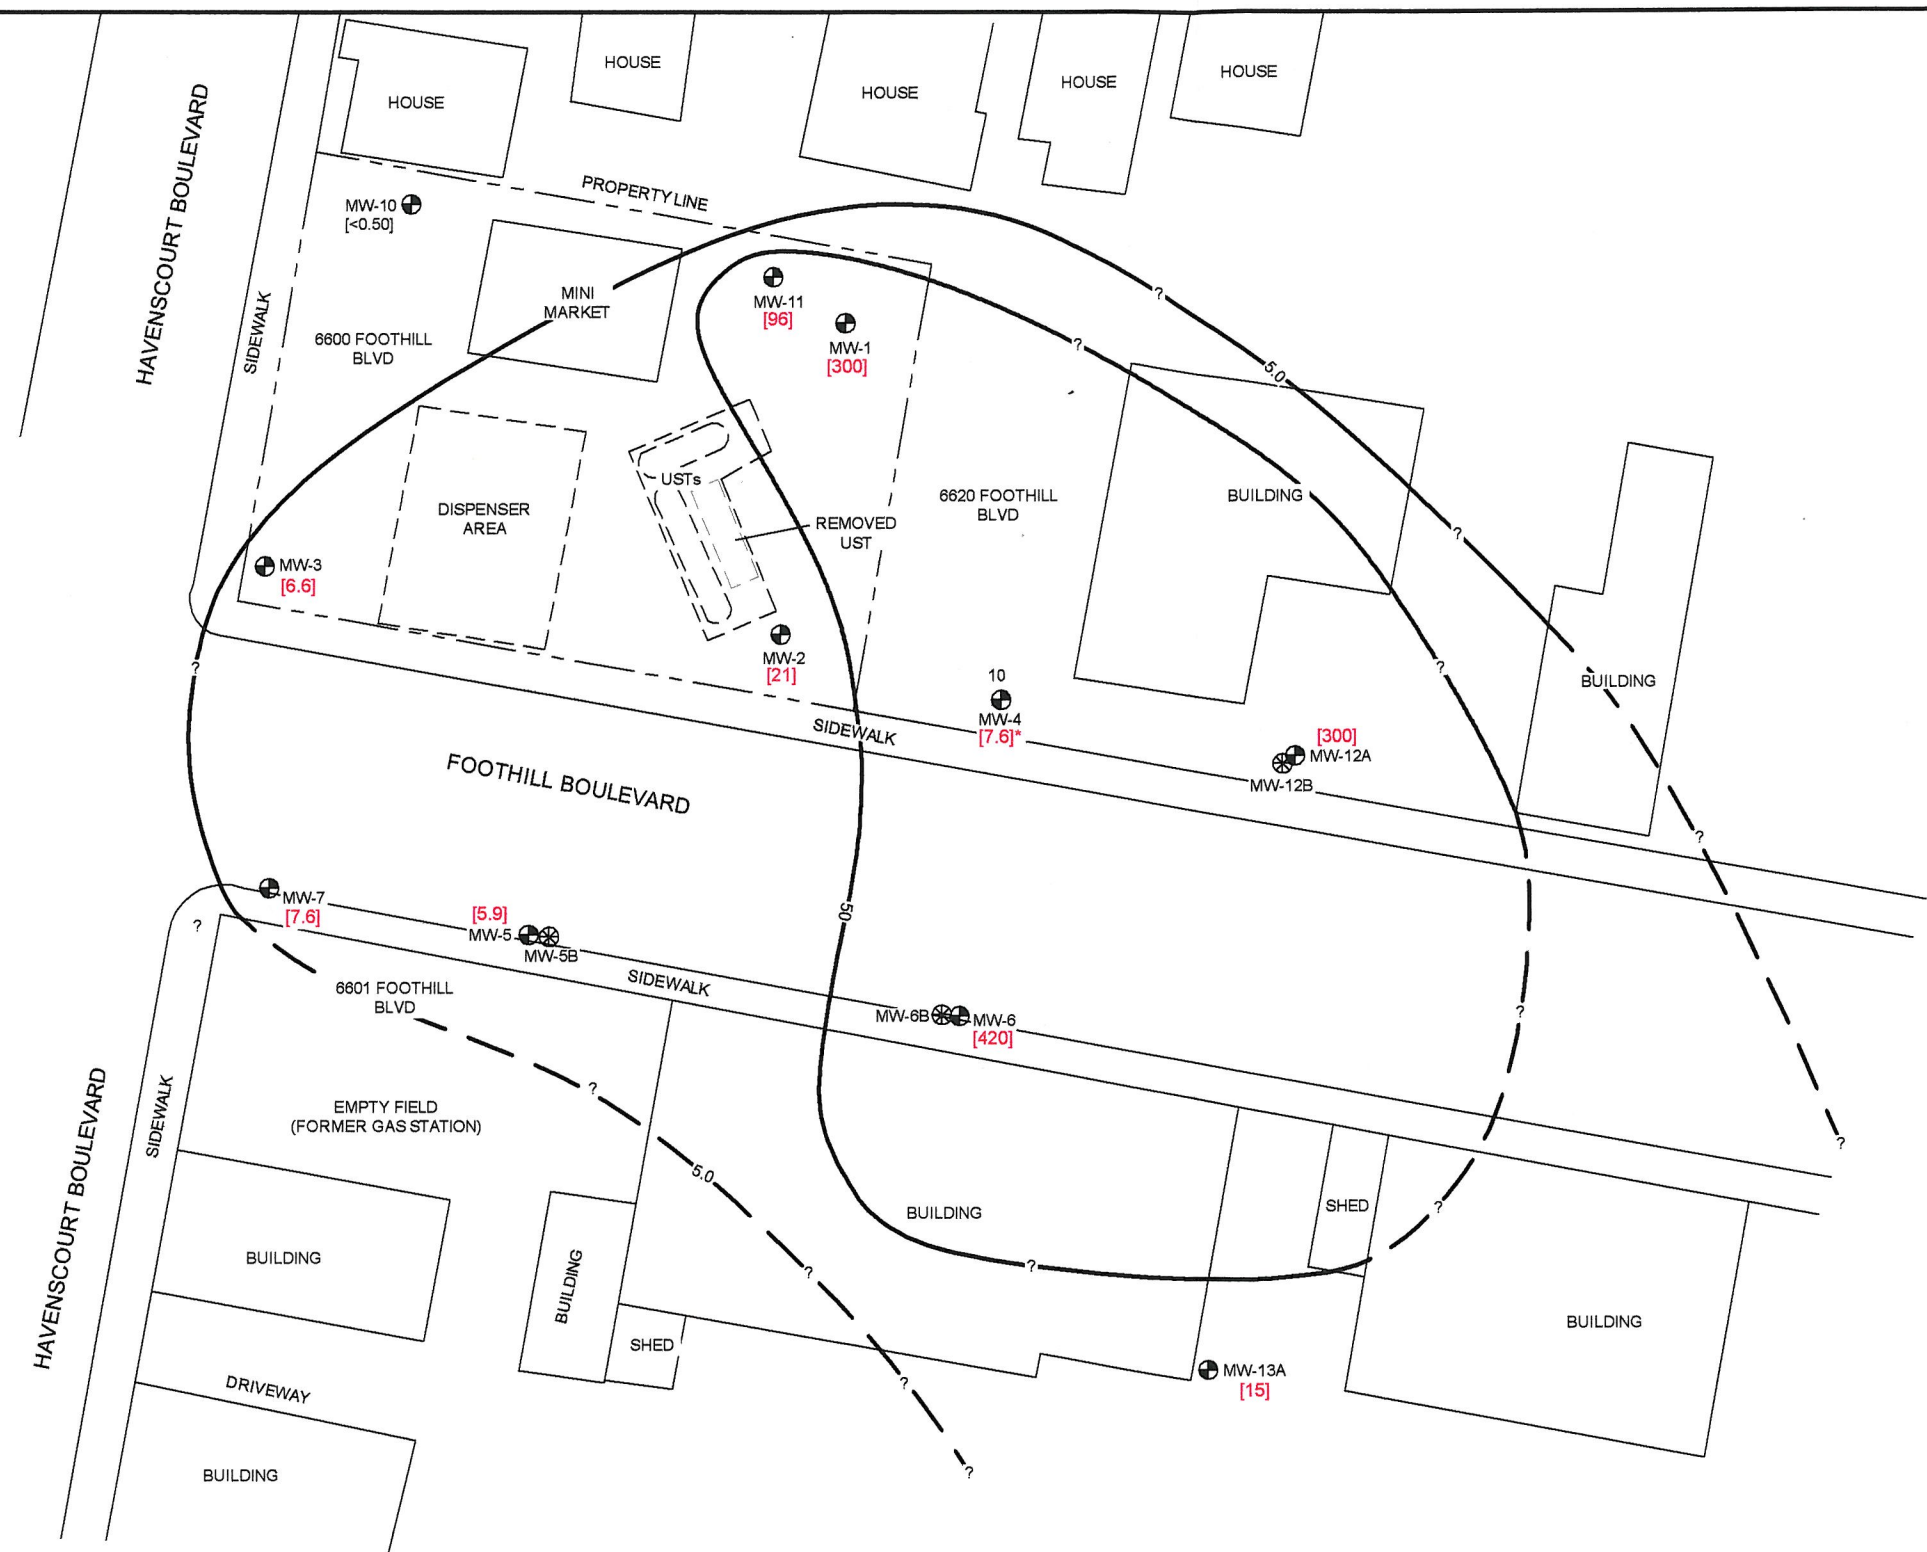 HOUSE
HOUSE
HOUSE
HOUSE
HOUSE
HAVENSCOURT BOULEVARD
SIDEWALK
PROPERTY LINE
MW-10
[<0.50]
MINI
MARKET
6600 FOOTHILL
BLVD
MW-11
[96]
MW-1
[300]
?
?
5.0
USTs
DISPENSER
AREA
REMOVED
UST
6620 FOOTHILL
BLVD
BUILDING
?
MW-3
[6.6]
MW-2
[21]
?
?
10
MW-4
[7.6]*
BUILDING
SIDEWALK
[300]
MW-12A
MW-12B
FOOTHILL BOULEVARD
?
MW-7
[7.6]
?
[5.9]
MW-5
MW-5B
50
SIDEWALK
6601 FOOTHILL
BLVD
MW-6B
MW-6
[420]
?
?
?
EMPTY FIELD
(FORMER GAS STATION)
SIDEWALK
HAVENSCOURT BOULEVARD
5.0
BUILDING
SHED
?
BUILDING
BUILDING
?
?
BUILDING
SHED
?
MW-13A
[15]
DRIVEWAY
BUILDING
?